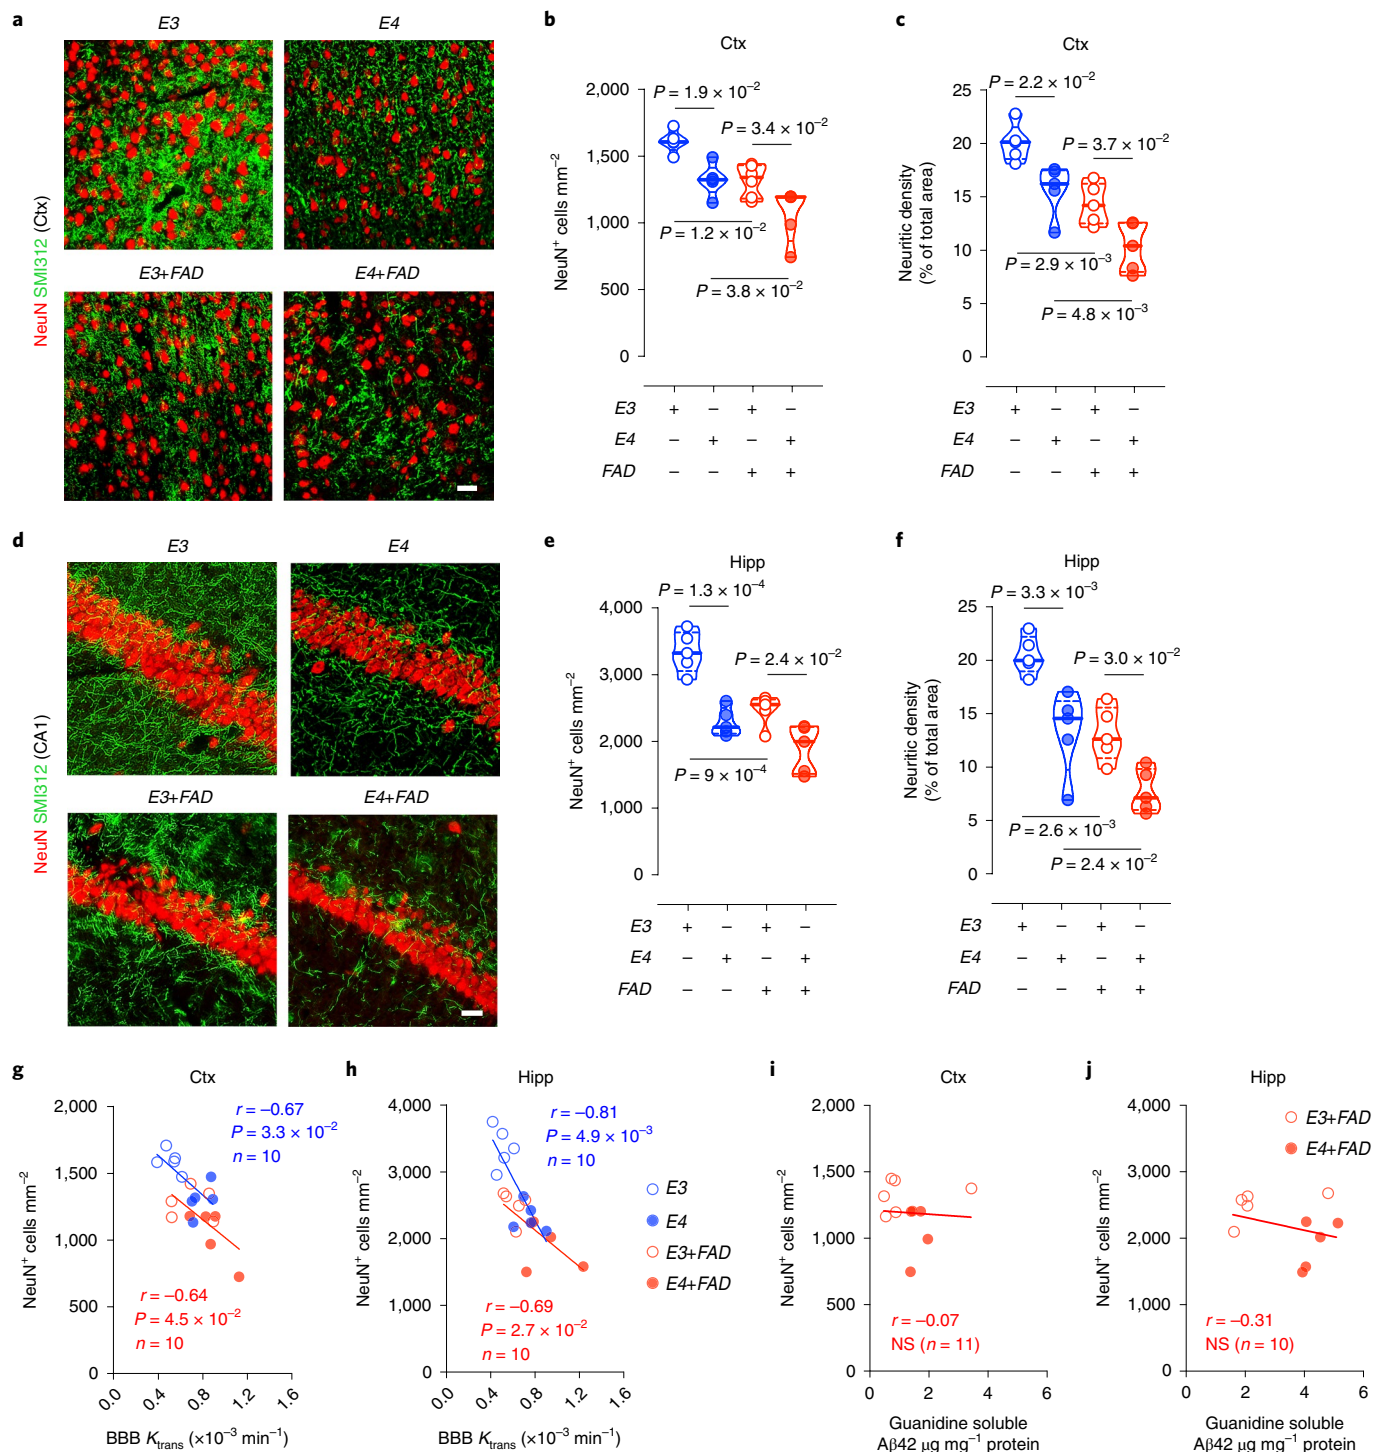 a
E3
E4
E3+FAD
E4+FAD
NeuN SMI312 (Ctx)
b
Ctx
NeuN⁺ cells mm⁻²
2,000
1,500
1,000
500
0
P = 1.9 × 10⁻²
P = 3.4 × 10⁻²
P = 1.2 × 10⁻²
P = 3.8 × 10⁻²
E3 + – + –
E4 – + – +
FAD – – + +
c
Ctx
Neuritic density
(% of total area)
25
20
15
10
5
0
P = 2.2 × 10⁻²
P = 3.7 × 10⁻²
P = 2.9 × 10⁻³
P = 4.8 × 10⁻³
E3 + – + –
E4 – + – +
FAD – – + +
d
E3
E4
E3+FAD
E4+FAD
NeuN SMI312 (CA1)
e
Hipp
NeuN⁺ cells mm⁻²
4,000
3,000
2,000
1,000
0
P = 1.3 × 10⁻⁴
P = 2.4 × 10⁻²
P = 9 × 10⁻⁴
E3 + – + –
E4 – + – +
FAD – – + +
f
Hipp
Neuritic density
(% of total area)
25
20
15
10
5
0
P = 3.3 × 10⁻³
P = 3.0 × 10⁻²
P = 2.6 × 10⁻³
P = 2.4 × 10⁻²
E3 + – + –
E4 – + – +
FAD – – + +
g
Ctx
NeuN⁺ cells mm⁻²
2,000
1,500
1,000
500
0
r = –0.67
P = 3.3 × 10⁻²
n = 10
r = –0.64
P = 4.5 × 10⁻²
n = 10
0.0 0.4 0.8 1.2 1.6
BBB Ktrans (×10⁻³ min⁻¹)
h
Hipp
NeuN⁺ cells mm⁻²
4,000
3,000
2,000
1,000
0
r = –0.81
P = 4.9 × 10⁻³
n = 10
r = –0.69
P = 2.7 × 10⁻²
n = 10
0.0 0.4 0.8 1.2 1.6
BBB Ktrans (×10⁻³ min⁻¹)
E3
E4
E3+FAD
E4+FAD
i
Ctx
NeuN⁺ cells mm⁻²
2,000
1,500
1,000
500
0
r = –0.07
NS (n = 11)
0 2 4 6
Guanidine soluble
Aβ42 μg mg⁻¹ protein
j
Hipp
NeuN⁺ cells mm⁻²
4,000
3,000
2,000
1,000
0
E3+FAD
E4+FAD
r = –0.31
NS (n = 10)
0 2 4 6
Guanidine soluble
Aβ42 μg mg⁻¹ protein